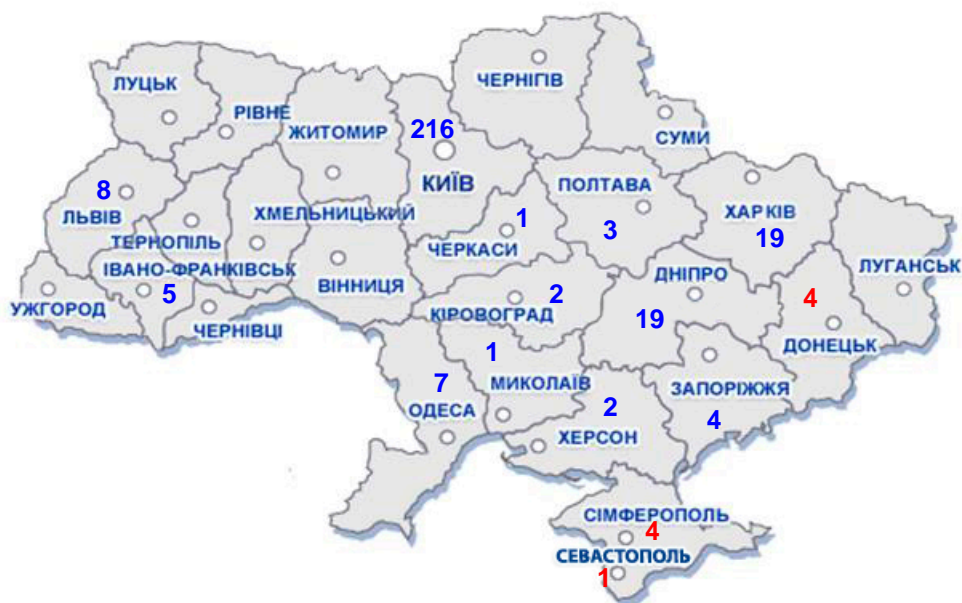 ЧЕРНІГІВ
ЛУЦЬК
РІВНЕ
ЖИТОМИР
216
СУМИ
КИЇВ
ПОЛТАВА
8
ЛЬВІВ
ХМЕЛЬНИЦЬКИЙ
1
ХАРКІВ
3
19
ТЕРНОПІЛЬ
ЧЕРКАСИ
ІВАНО-ФРАНКІВСЬК
ЛУГАНСЬК
ДНІПРО
5
ВІННИЦЯ
2
4
УЖГОРОД
КІРОВОГРАД
19
ЧЕРНІВЦІ
ДОНЕЦЬК
1
7
МИКОЛАЇВ
ЗАПОРІЖЖЯ
ОДЕСА
2
4
ХЕРСОН
СІМФЕРОПОЛЬ
4
СЕВАСТОПОЛЬ
1